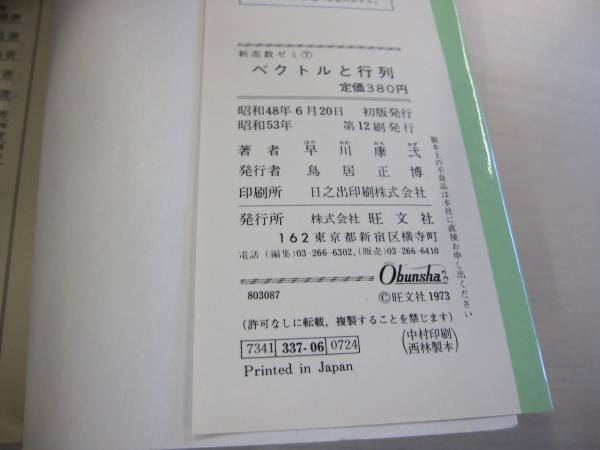 新高数ゼミ⑦
ベクトルと行列
定価380円
昭和48年6月20日 初版発行
昭和53年 第12刷発行
著者 早川康弌
発行者 鳥居正博
印刷所 日之出印刷株式会社
発行所 株式会社 旺文社
162 東京都新宿区横寺町
電話(編集)03-266-6302,(販売)03-266-6410
Obunsha
803087
©旺文社1973
(許可なしに転載,複製することを禁じます)
7341 337-06 0724
(中村印刷
西林製本)
Printed in Japan
製本上の不良品は本社に直接お申し出ください